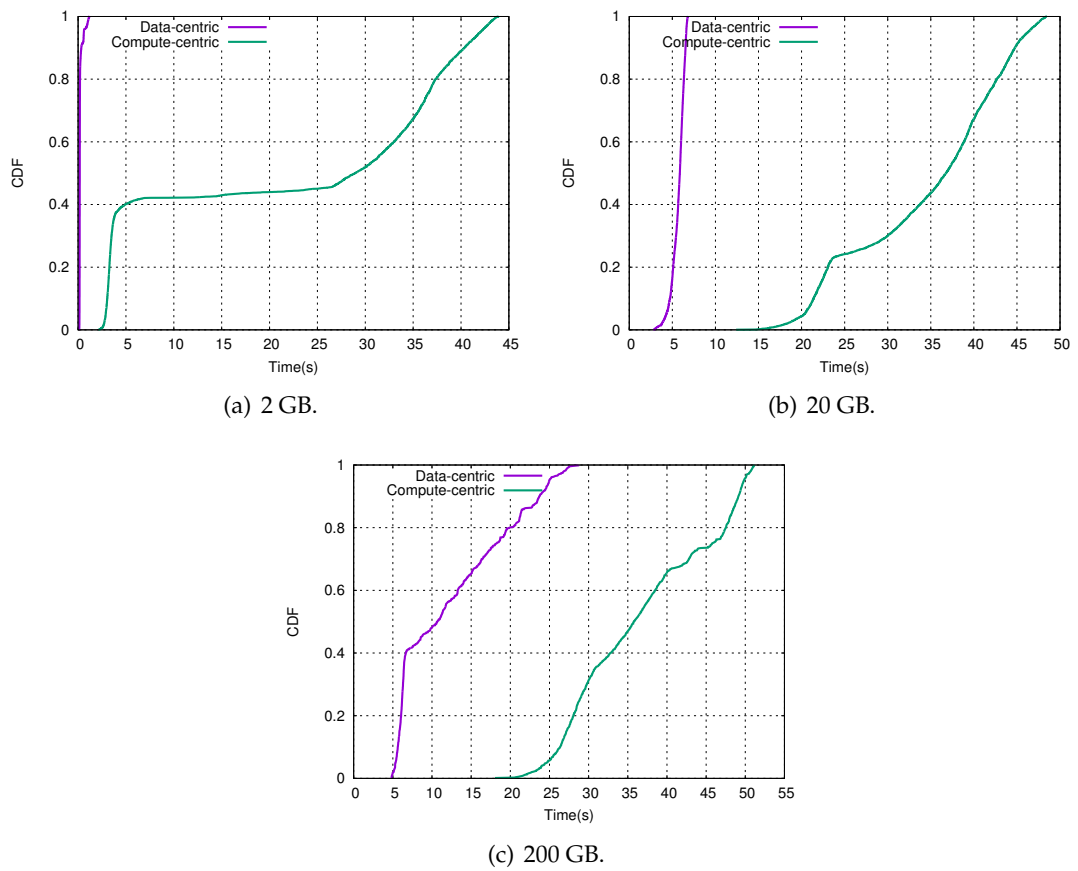 1
0.8
0.6
0.4
0.2
0
CDF
Data-centric
Compute-centric
0 5 10 15 20 25 30 35 40 45
Time(s)
(a) 2 GB.
1
0.8
0.6
0.4
0.2
0
CDF
Data-centric
Compute-centric
0 5 10 15 20 25 30 35 40 45 50
Time(s)
(b) 20 GB.
1
0.8
0.6
0.4
0.2
0
CDF
Data-centric
Compute-centric
0 5 10 15 20 25 30 35 40 45 50 55
Time(s)
(c) 200 GB.